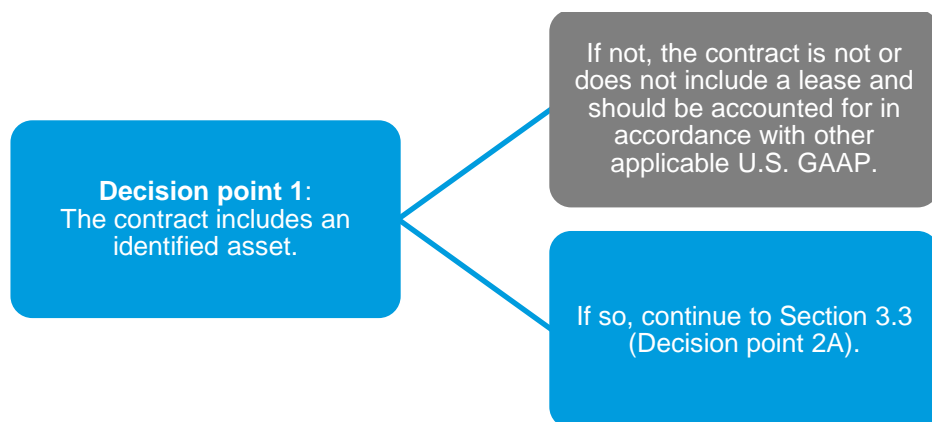 Decision point 1:
The contract includes an
identified asset.
If not, the contract is not or
does not include a lease and
should be accounted for in
accordance with other
applicable U.S. GAAP.
If so, continue to Section 3.3
(Decision point 2A).